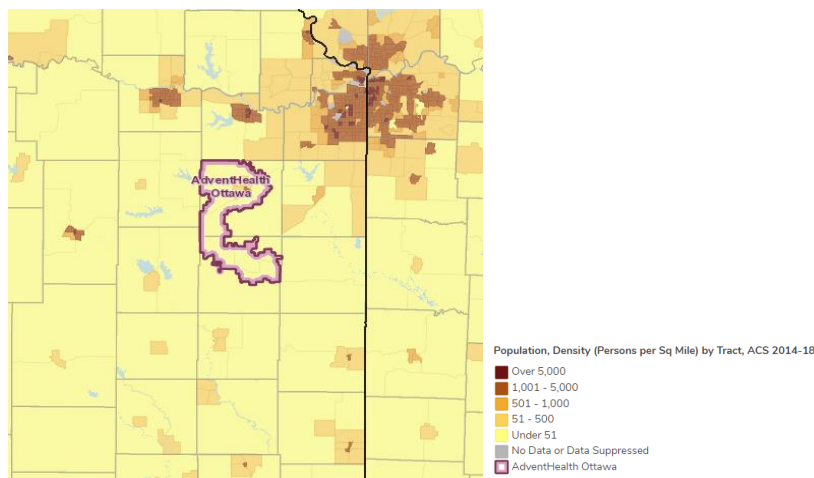 AdventHealth
Ottawa
Population, Density (Persons per Sq Mile) by Tract, ACS 2014-18
Over 5,000
1,001 - 5,000
501 - 1,000
51 - 500
Under 51
No Data or Data Suppressed
AdventHealth Ottawa